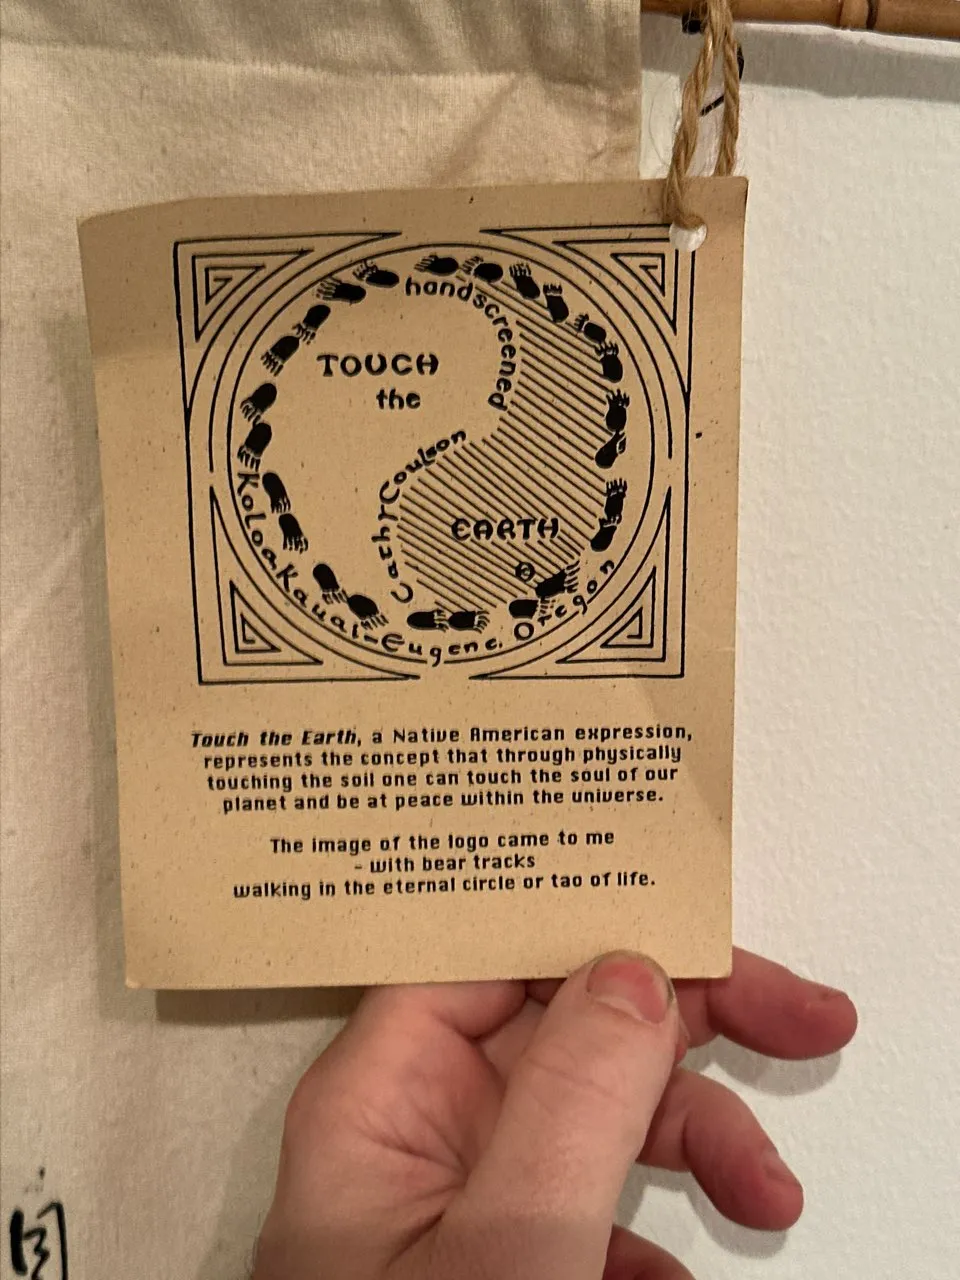 handscreened
TOUCH
the
Cathy Coulson
EARTH
Koloa Kauai-Eugene, Oregon
Touch the Earth, a Native American expression,
represents the concept that through physically
touching the soil one can touch the soul of our
planet and be at peace within the universe.
The image of the logo came to me
- with bear tracks
walking in the eternal circle or tao of life.